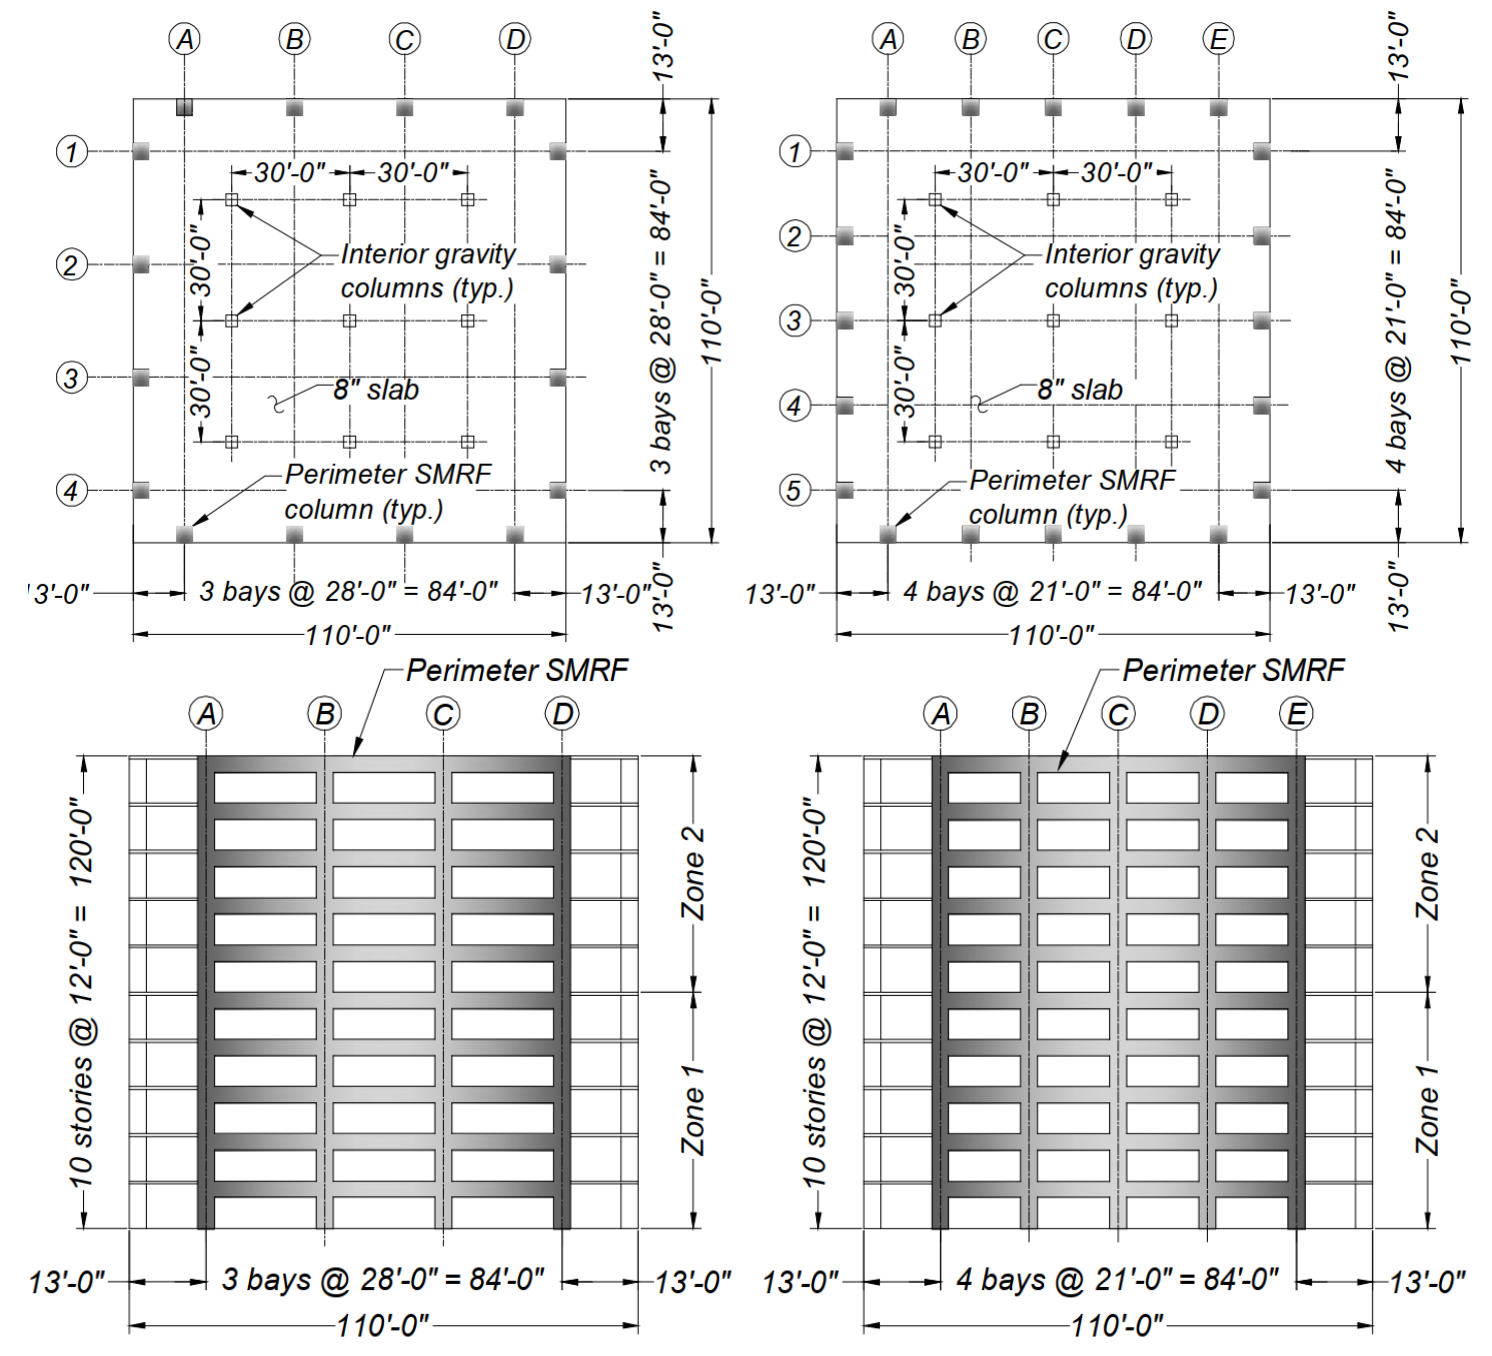 A B C D
13'-0"
1
30'-0" 30'-0"
30'-0"
Interior gravity
columns (typ.)
2
3 bays @ 28'-0" = 84'-0"
110'-0"
30'-0"
3
8" slab
4
Perimeter SMRF
column (typ.)
13'-0"
13'-0" 3 bays @ 28'-0" = 84'-0" 13'-0"
110'-0"
A B C D E
13'-0"
1
30'-0" 30'-0"
2
30'-0"
Interior gravity
columns (typ.)
4 bays @ 21'-0" = 84'-0"
110'-0"
3
30'-0"
8" slab
4
5
Perimeter SMRF
column (typ.)
13'-0"
13'-0" 4 bays @ 21'-0" = 84'-0" 13'-0"
110'-0"
Perimeter SMRF
A B C D
10 stories @ 12'-0" = 120'-0"
Zone 2
Zone 1
13'-0" 3 bays @ 28'-0" = 84'-0" 13'-0"
110'-0"
Perimeter SMRF
A B C D E
10 stories @ 12'-0" = 120'-0"
Zone 2
Zone 1
13'-0" 4 bays @ 21'-0" = 84'-0" 13'-0"
110'-0"